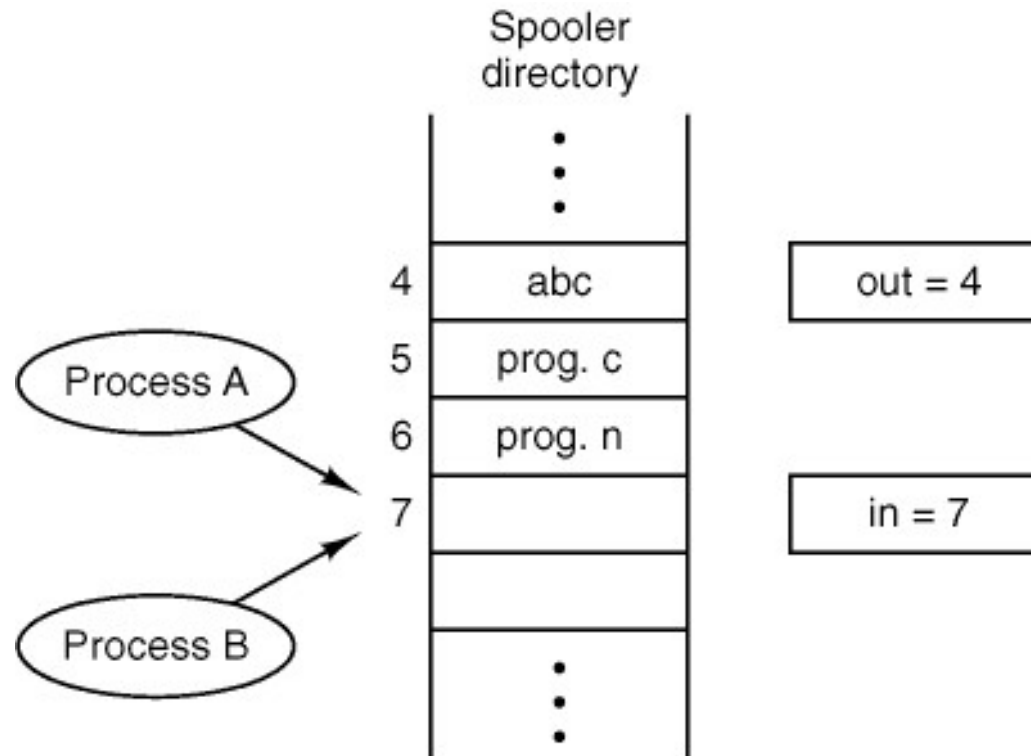 Spooler
directory
4 abc out = 4
Process A
5 prog. c
6 prog. n
7 in = 7
Process B